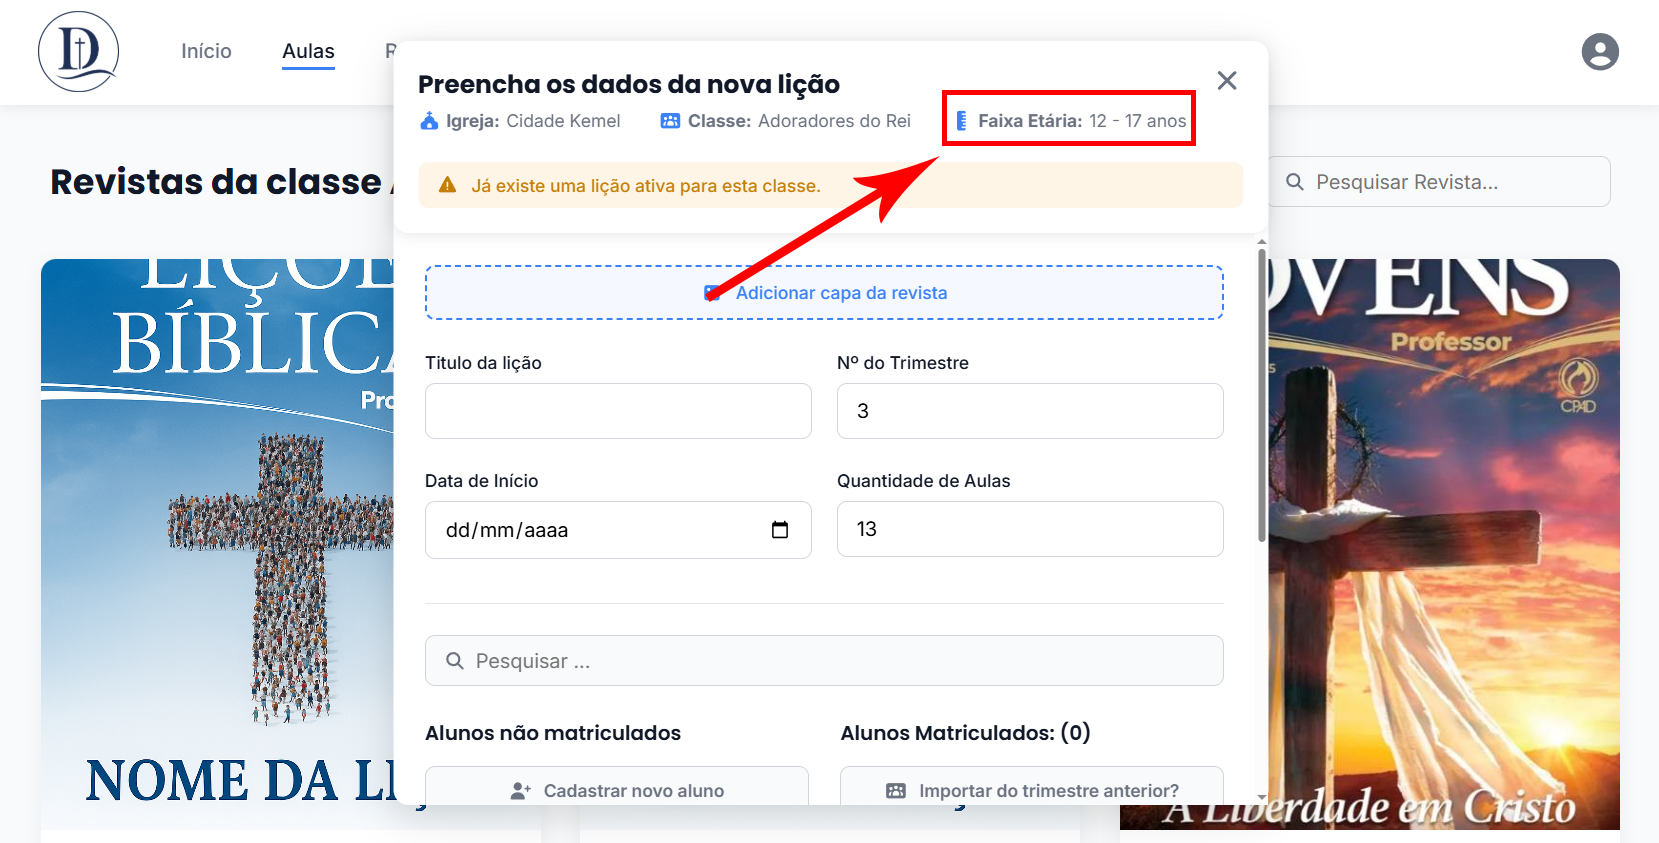 Início
Aulas
Preencha os dados da nova lição
Igreja: Cidade Kemel
Classe: Adoradores do Rei
Faixa Etária: 12 - 17 anos
Já existe uma lição ativa para esta classe.
Revistas da classe
Pesquisar Revista...
Adicionar capa da revista
Titulo da lição
Nº do Trimestre
3
Data de Início
Quantidade de Aulas
dd/mm/aaaa
13
Pesquisar ...
Alunos não matriculados
Alunos Matriculados: (0)
Cadastrar novo aluno
Importar do trimestre anterior?
LIÇÕE
BÍBLICA
Pro
NOME DA LI
OVENS
Professor
CPAD
A Liberdade em Cristo